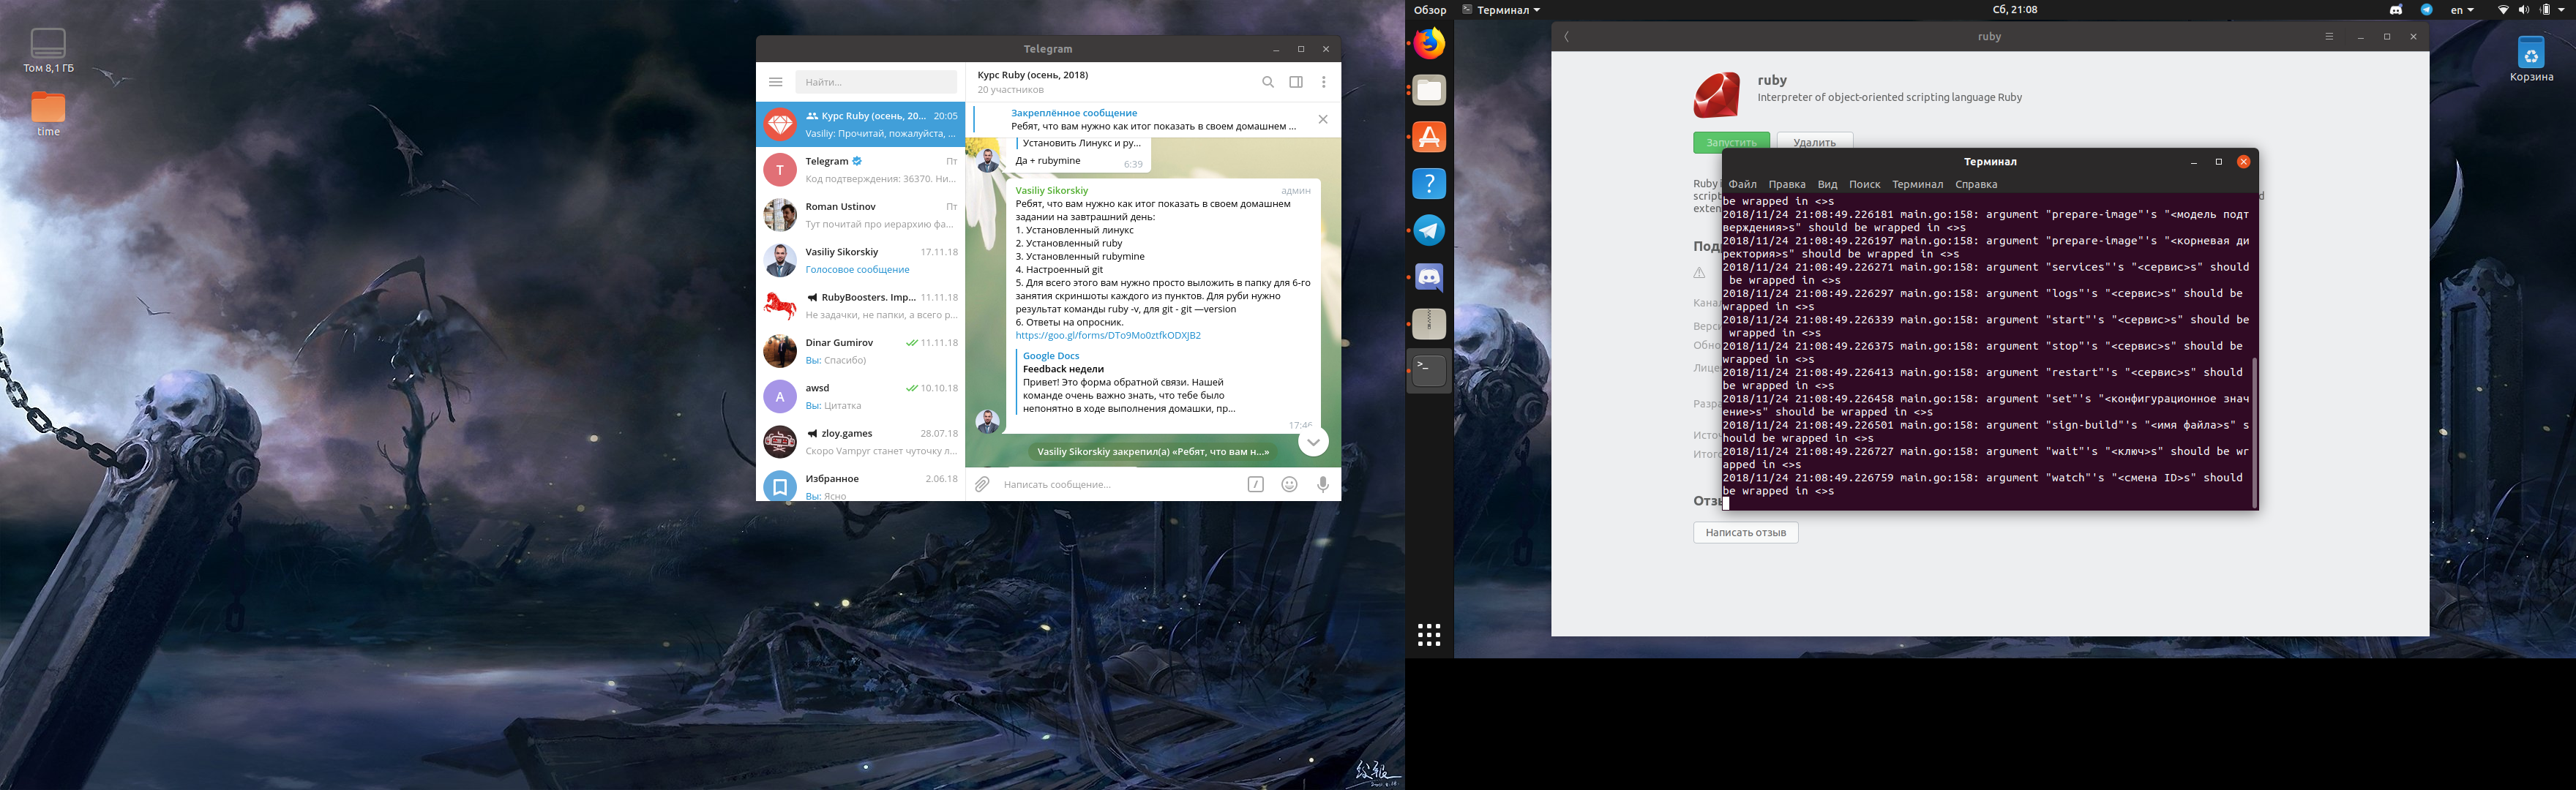 Том 8,1 ГБ
time
Telegram
Найти...
Курс Ruby (осень, 20... 20:05
Vasiliy: Прочитай, пожалуйста, ...
Telegram Пт
Код подтверждения: 36370. Ни...
Roman Ustinov Пт
Тут почитай про иерархию фа...
Vasiliy Sikorskiy 17.11.18
Голосовое сообщение
RubyBoosters. Imp... 11.11.18
Не задачки, не папки, а всего р...
Dinar Gumirov 11.11.18
Вы: Спасибо)
awsd 10.10.18
Вы: Цитатка
zloy.games 28.07.18
Скоро Vampyr станет чуточку л...
Избранное 2.06.18
Вы: Ясно
T
A
Курс Ruby (осень, 2018)
20 участников
Закреплённое сообщение
Ребят, что вам нужно как итог показать в своем домашнем ...
Установить Линукс и ру...
Да + rubymine 6:39
Vasiliy Sikorskiy админ
Ребят, что вам нужно как итог показать в своем домашнем
задании на завтрашний день:
1. Установленный линукс
2. Установленный ruby
3. Установленный rubymine
4. Настроенный git
5. Для всего этого вам нужно просто выложить в папку для 6-го
занятия скриншоты каждого из пунктов. Для руби нужно
результат команды ruby -v, для git - git —version
6. Ответы на опросник.
https://goo.gl/forms/DTo9Mo0ztfkODXJB2
Google Docs
Feedback недели
Привет! Это форма обратной связи. Нашей
команде очень важно знать, что тебе было
непонятно в ходе выполнения домашки, пр...
17:46
Vasiliy Sikorskiy закрепил(а) «Ребят, что вам н...»
Написать сообщение...
Обзор Терминал Сб, 21:08 en
Корзина
ruby
ruby
Interpreter of object-oriented scripting language Ruby
Запустить Удалить
Ruby i
script
exten
d
Под
Канал
Верси
Обно
Лице
Разра
Источ
Итого
Отзы
Написать отзыв
Терминал
Файл Правка Вид Поиск Терминал Справка
be wrapped in <>s
2018/11/24 21:08:49.226181 main.go:158: argument "prepare-image"'s "<модель подт
верждения>s" should be wrapped in <>s
2018/11/24 21:08:49.226197 main.go:158: argument "prepare-image"'s "<корневая ди
ректория>s" should be wrapped in <>s
2018/11/24 21:08:49.226271 main.go:158: argument "services"'s "<сервис>s" should
be wrapped in <>s
2018/11/24 21:08:49.226297 main.go:158: argument "logs"'s "<сервис>s" should be
wrapped in <>s
2018/11/24 21:08:49.226339 main.go:158: argument "start"'s "<сервис>s" should be
wrapped in <>s
2018/11/24 21:08:49.226375 main.go:158: argument "stop"'s "<сервис>s" should be
wrapped in <>s
2018/11/24 21:08:49.226413 main.go:158: argument "restart"'s "<сервис>s" should
be wrapped in <>s
2018/11/24 21:08:49.226458 main.go:158: argument "set"'s "<конфигурационное знач
ение>s" should be wrapped in <>s
2018/11/24 21:08:49.226501 main.go:158: argument "sign-build"'s "<имя файла>s" s
hould be wrapped in <>s
2018/11/24 21:08:49.226727 main.go:158: argument "wait"'s "<ключ>s" should be wr
apped in <>s
2018/11/24 21:08:49.226759 main.go:158: argument "watch"'s "<смена ID>s" should
be wrapped in <>s